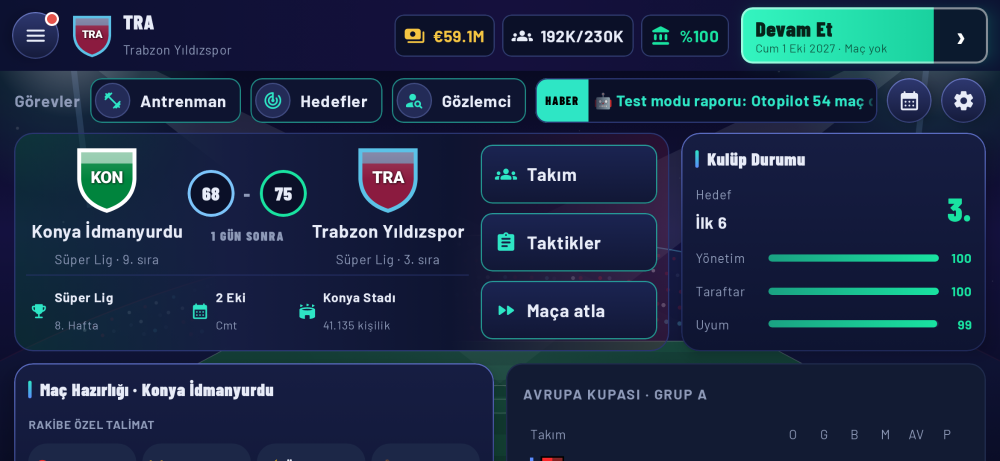 TRA
TRA
Trabzon Yıldızspor
€59.1M
192K/230K
%100
Devam Et
Cum 1 Eki 2027 · Maç yok
Görevler
Antrenman
Hedefler
Gözlemci
HABER
Test modu raporu: Otopilot 54 maç
KON
68 - 75
TRA
Konya İdmanyurdu
1 GÜN SONRA
Trabzon Yıldızspor
Süper Lig · 9. sıra
Süper Lig · 3. sıra
Süper Lig
8. Hafta
2 Eki
Cmt
Konya Stadı
41.135 kişilik
Takım
Taktikler
Maça atla
Kulüp Durumu
Hedef
İlk 6
3.
Yönetim 100
Taraftar 100
Uyum 99
Maç Hazırlığı · Konya İdmanyurdu
RAKİBE ÖZEL TALİMAT
AVRUPA KUPASI · GRUP A
Takım O G B M AV P